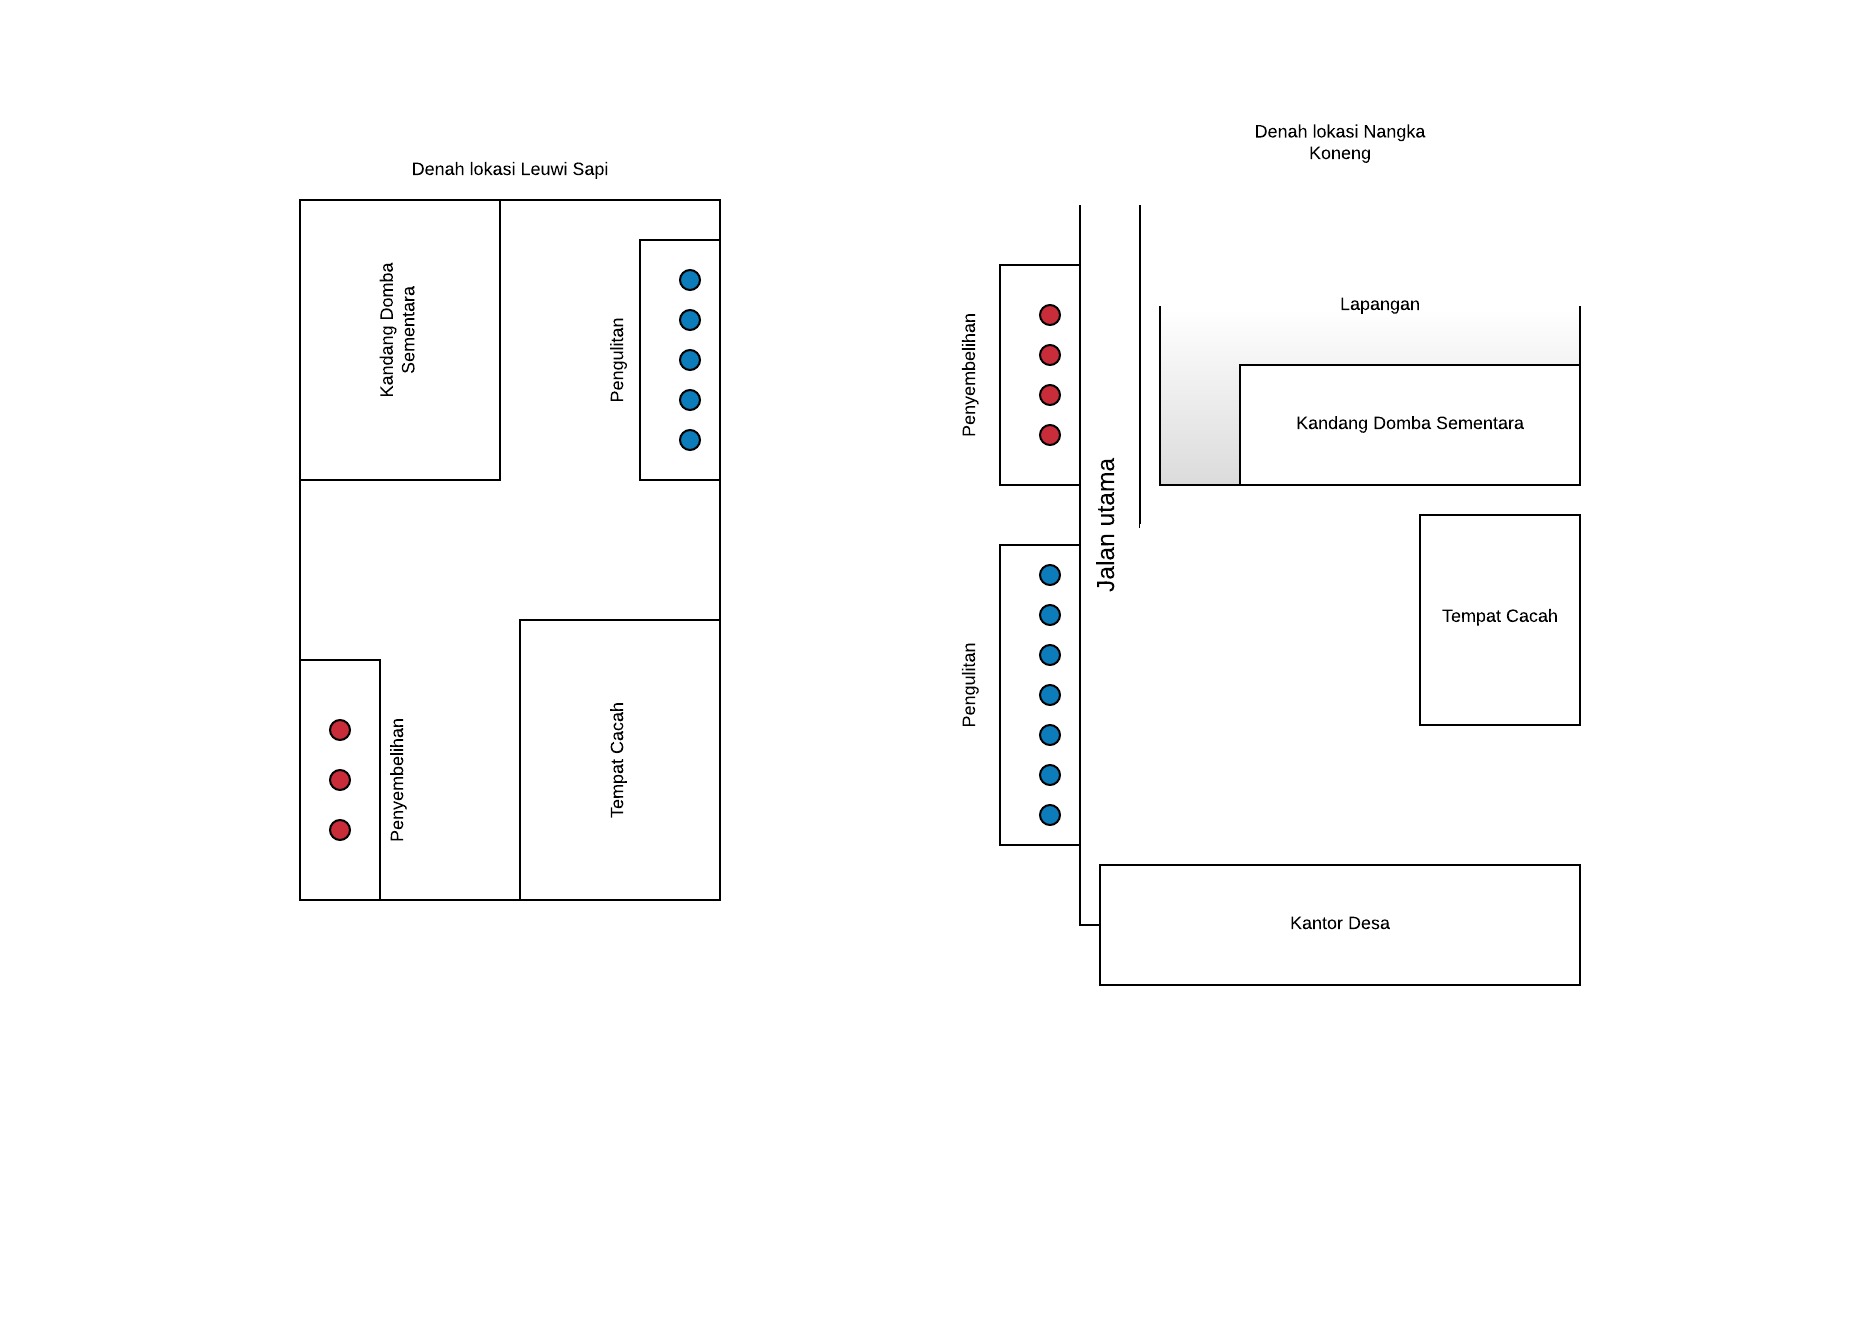 Denah lokasi Leuwi Sapi
Kandang Domba
Sementara
Pengulitan
Penyembelihan
Tempat Cacah
Denah lokasi Nangka
Koneng
Penyembelihan
Jalan utama
Lapangan
Kandang Domba Sementara
Tempat Cacah
Pengulitan
Kantor Desa